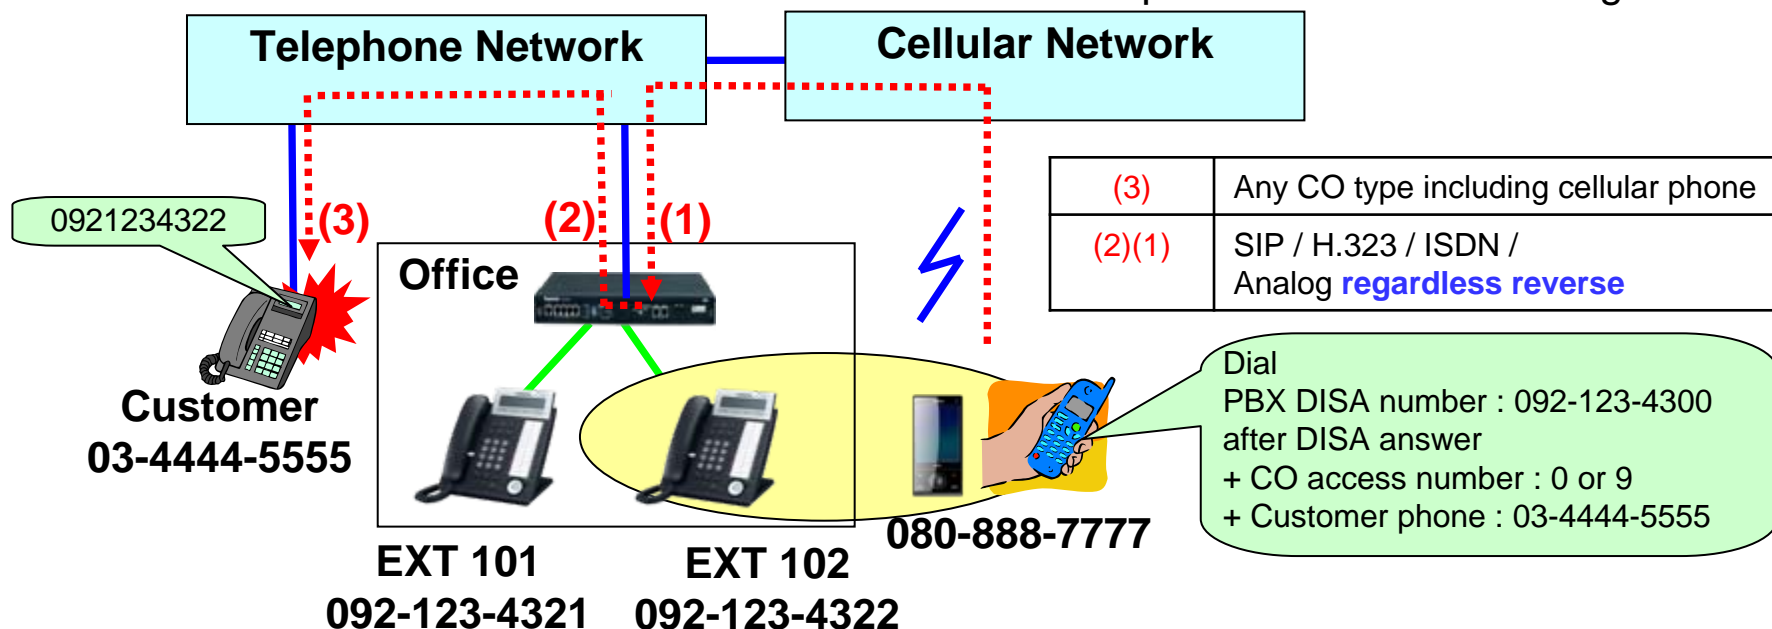 Telephone Network
Cellular Network
0921234322
(3)
(2)
(1)
Office
(3) Any CO type including cellular phone
(2)(1) SIP / H.323 / ISDN /
Analog regardless reverse
Customer
03-4444-5555
Dial
PBX DISA number : 092-123-4300
after DISA answer
+ CO access number : 0 or 9
+ Customer phone : 03-4444-5555
080-888-7777
EXT 101
092-123-4321
EXT 102
092-123-4322